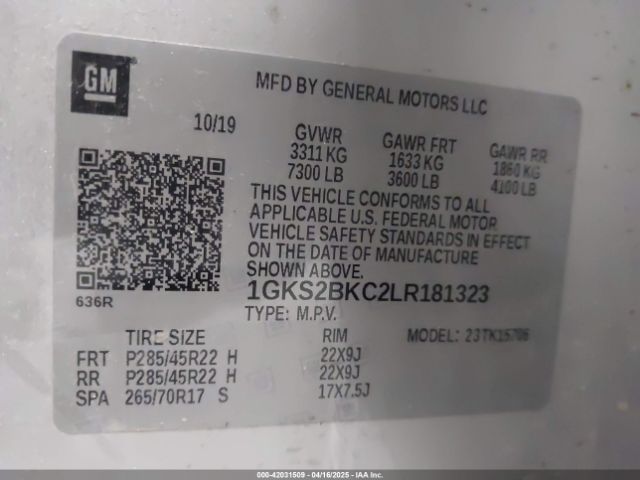 GM
MFD BY GENERAL MOTORS LLC
10/19
GVWR GAWR FRT GAWR RR
3311 KG 1633 KG 1860 KG
7300 LB 3600 LB 4100 LB
THIS VEHICLE CONFORMS TO ALL
APPLICABLE U.S. FEDERAL MOTOR
VEHICLE SAFETY STANDARDS IN EFFECT
ON THE DATE OF MANUFACTURE
SHOWN ABOVE.
636R
1GKS2BKC2LR181323
TYPE: M.P.V.
TIRE SIZE RIM MODEL: 23TK15706
FRT P285/45R22 H 22X9J
RR P285/45R22 H 22X9J
SPA 265/70R17 S 17X7.5J
000-42031509 - 04/16/2025 - IAAI Inc.